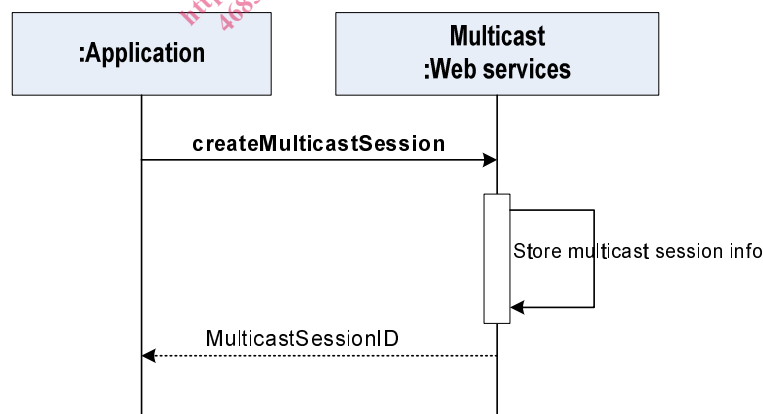 :Application
Multicast
:Web services
createMulticastSession
Store multicast session info
MulticastSessionID